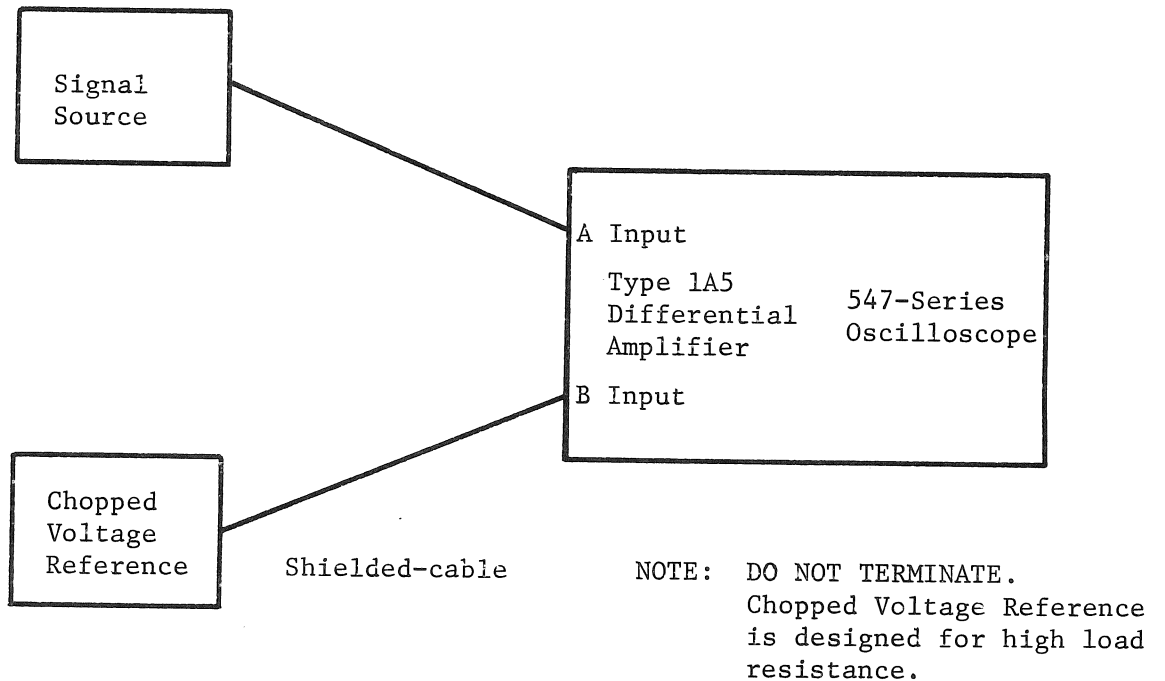 Signal
Source
A Input
Type 1A5
Differential
Amplifier
547-Series
Oscilloscope
B Input
Chopped
Voltage
Reference
Shielded-cable
NOTE: DO NOT TERMINATE.
Chopped Voltage Reference
is designed for high load
resistance.